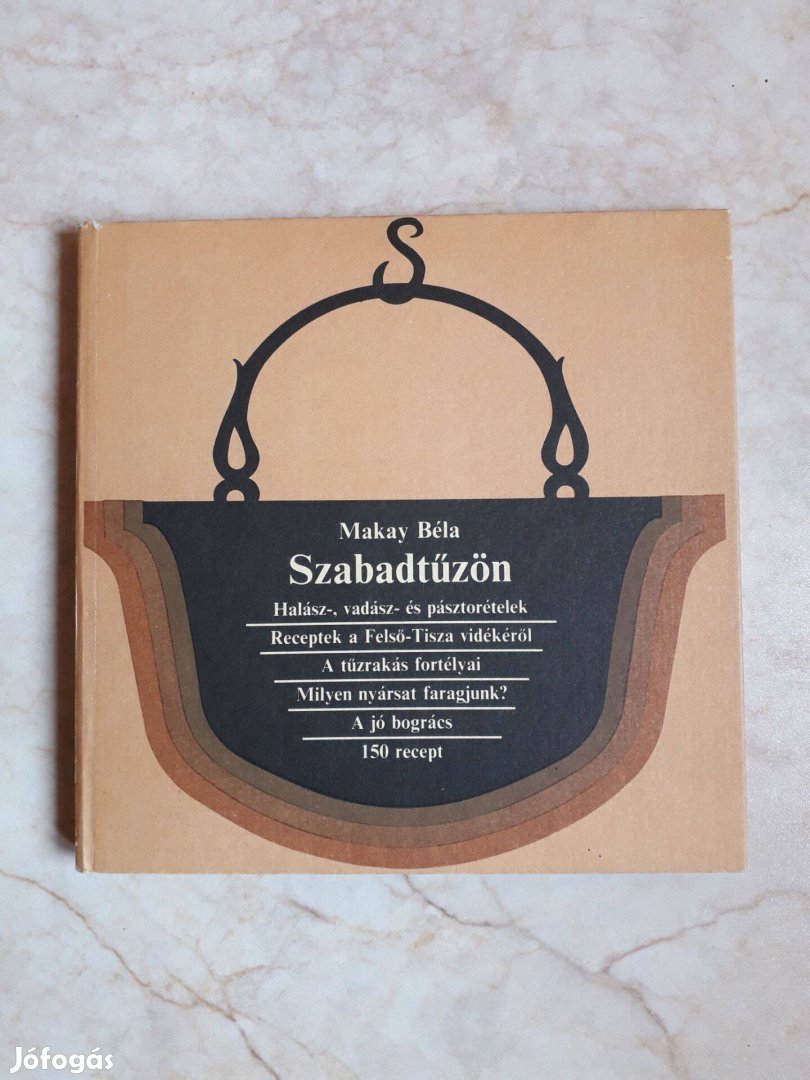 Makay Béla
Szabadtűzön
Halász-, vadász- és pásztorételek
Receptek a Felső-Tisza vidékéről
A tűzrakás fortélyai
Milyen nyársat faragjunk?
A jó bogrács
150 recept
Jófogás